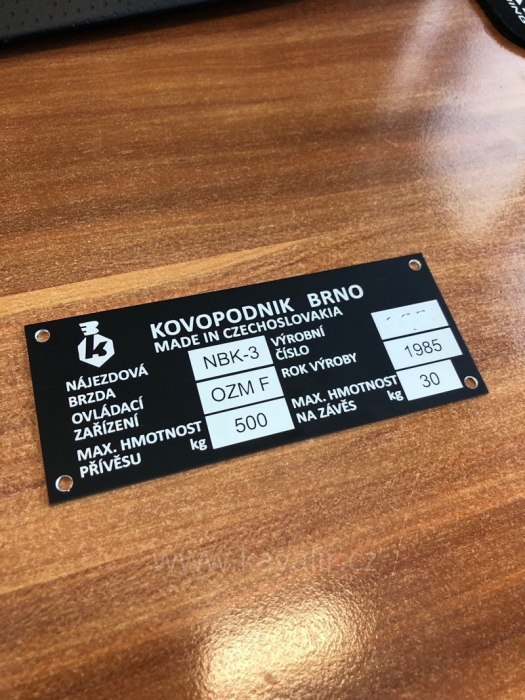 KOVOPODNIK BRNO
MADE IN CZECHOSLOVAKIA
NÁJEZDOVÁ BRZDA NBK-3
VÝROBNÍ ČÍSLO
OVLÁDACÍ ZAŘÍZENÍ OZM F
ROK VÝROBY 1985
MAX. HMOTNOST PŘÍVĚSU kg 500
MAX. HMOTNOST NA ZÁVĚS kg 30
www.kavalir.cz